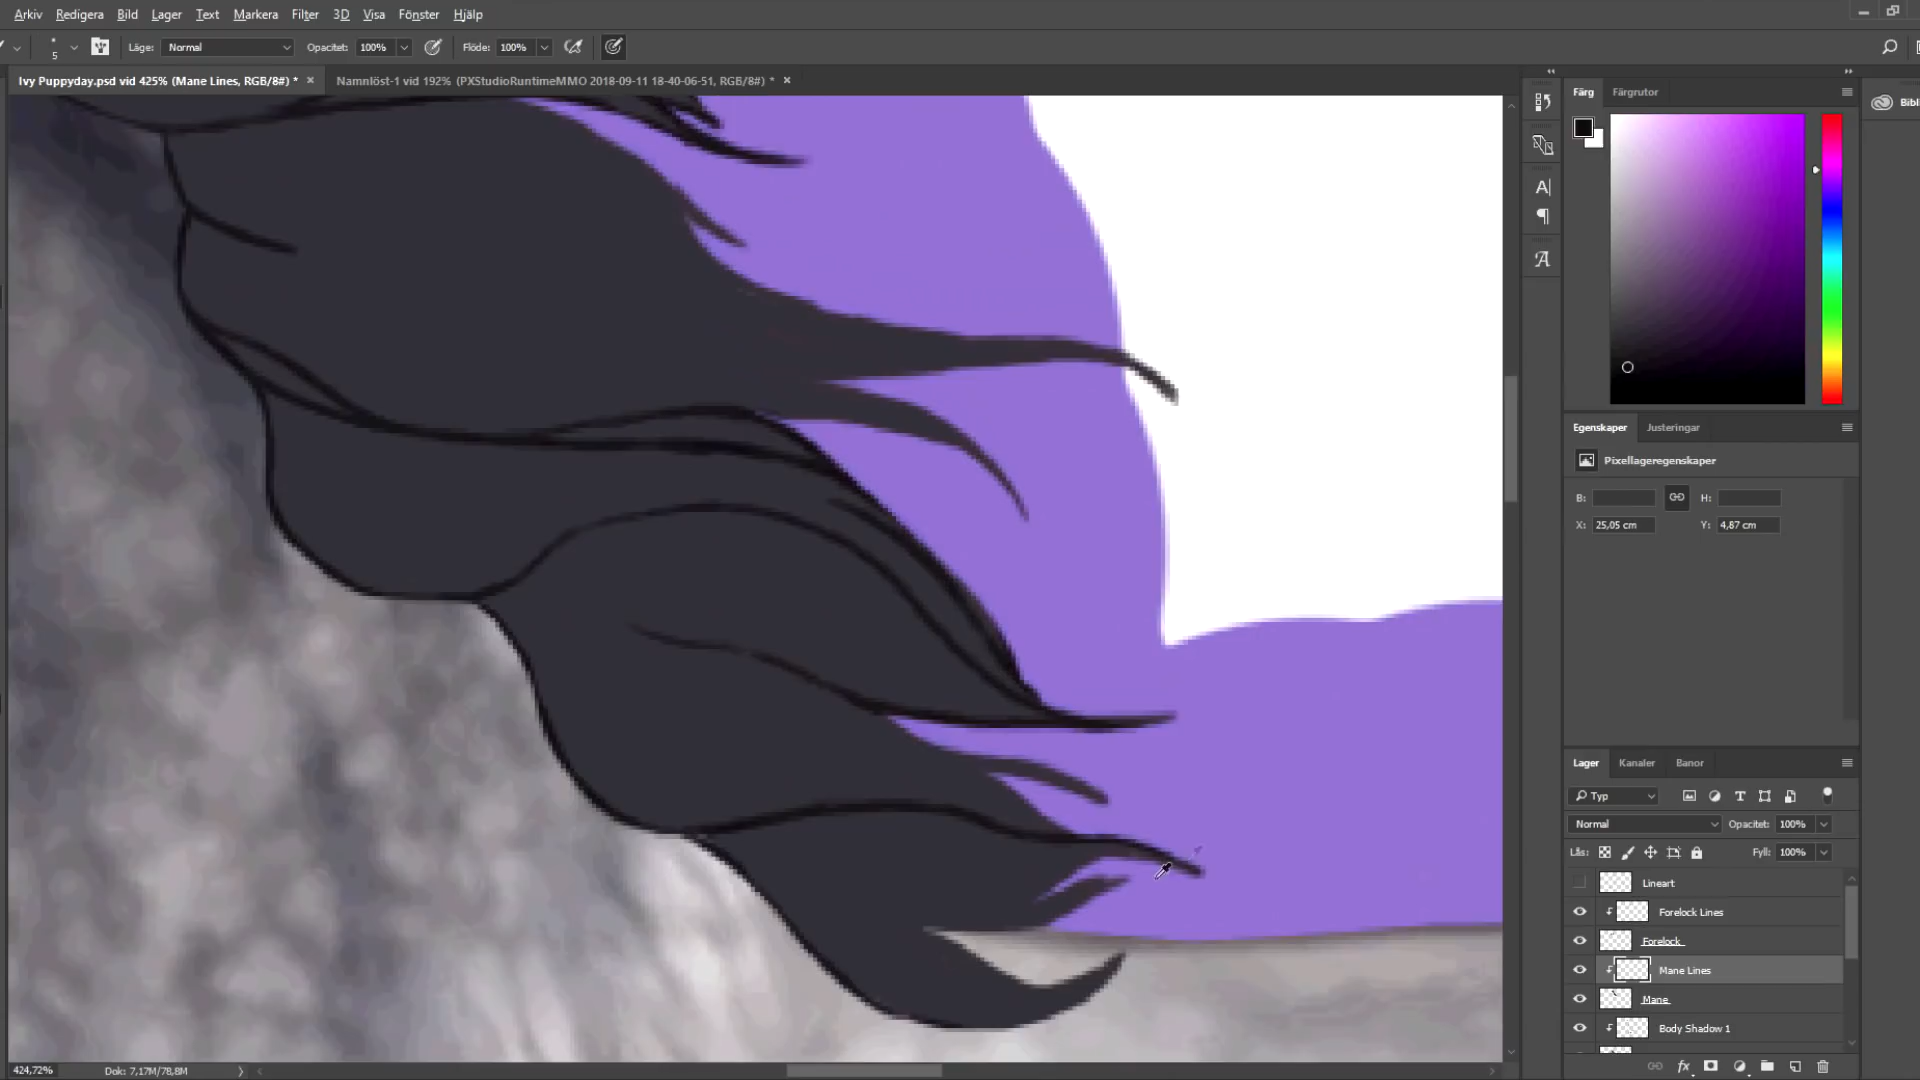 Arkiv Redigera Bild Lager Text Markera Filter 3D Visa Fönster Hjälp
5 Läge: Normal Opacitet: 100% Flöde: 100%
Ivy Puppyday.psd vid 425% (Mane Lines, RGB/8#) * Namnlöst-1 vid 192% (PXStudioRuntimeMMO 2018-09-11 18-40-06-51, RGB/8#) *
Färg Färgrutor
Bibl
Egenskaper Justeringar
Pixellageregenskaper
B: H:
X: 25,05 cm Y: 4,87 cm
Lager Kanaler Banor
Typ
Normal Opacitet: 100%
Lås: Fyll: 100%
Lineart
Forelock Lines
Forelock
Mane Lines
Mane
Body Shadow 1
424,72% Dok: 7,17M/78,8M